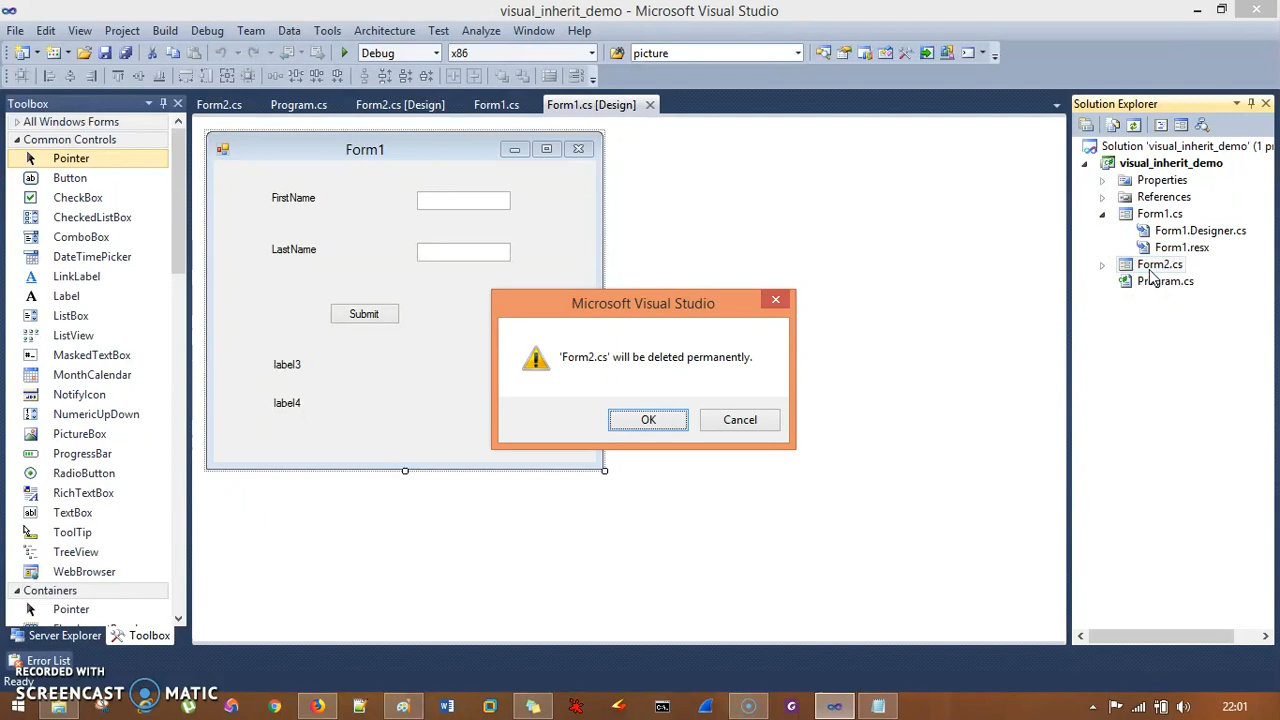 visual_inherit_demo - Microsoft Visual Studio
File Edit View Project Build Debug Team Data Tools Architecture Test Analyze Window Help
Debug x86 picture
Toolbox
Form2.cs Program.cs Form2.cs [Design] Form1.cs Form1.cs [Design]
Solution Explorer
All Windows Forms
Common Controls
Pointer
Button
CheckBox
CheckedListBox
ComboBox
DateTimePicker
LinkLabel
Label
ListBox
ListView
MaskedTextBox
MonthCalendar
NotifyIcon
NumericUpDown
PictureBox
ProgressBar
RadioButton
RichTextBox
TextBox
ToolTip
TreeView
WebBrowser
Containers
Pointer
Server Explorer Toolbox
Error List
Ready
Form1
FirstName
LastName
Submit
label3
label4
Microsoft Visual Studio
'Form2.cs' will be deleted permanently.
OK Cancel
Solution 'visual_inherit_demo' (1 p
visual_inherit_demo
Properties
References
Form1.cs
Form1.Designer.cs
Form1.resx
Form2.cs
Program.cs
RECORDED WITH
SCREENCAST MATIC
22:01